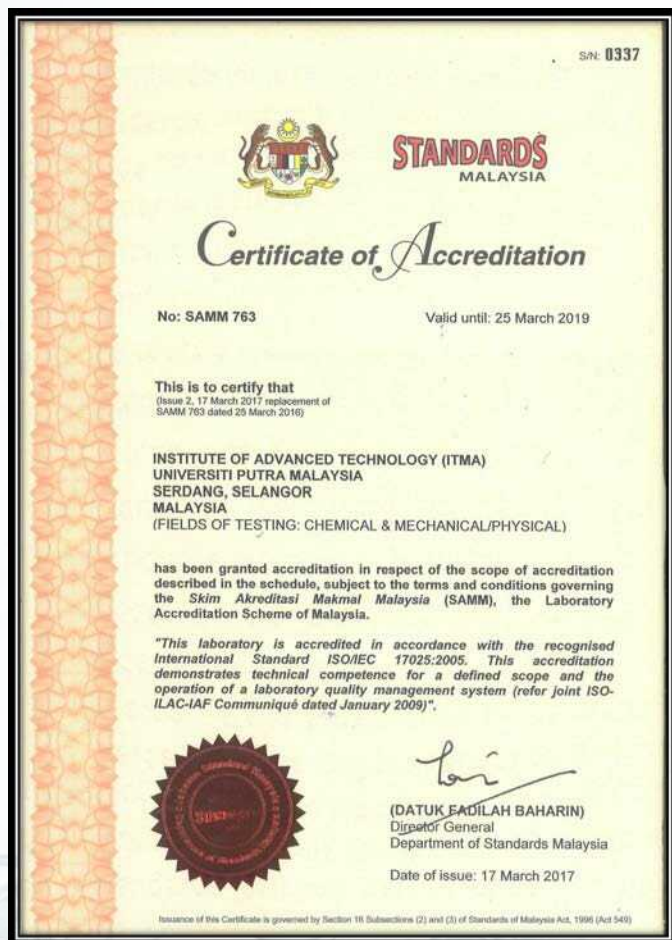 S/N: 0337
STANDARDS
MALAYSIA
Certificate of Accreditation
No: SAMM 763
Valid until: 25 March 2019
This is to certify that
(Issue 2, 17 March 2017 replacement of
SAMM 763 dated 25 March 2016)
INSTITUTE OF ADVANCED TECHNOLOGY (ITMA)
UNIVERSITI PUTRA MALAYSIA
SERDANG, SELANGOR
MALAYSIA
(FIELDS OF TESTING: CHEMICAL & MECHANICAL/PHYSICAL)
has been granted accreditation in respect of the scope of accreditation
described in the schedule, subject to the terms and conditions governing
the Skim Akreditasi Makmal Malaysia (SAMM), the Laboratory
Accreditation Scheme of Malaysia.
"This laboratory is accredited in accordance with the recognised
International Standard ISO/IEC 17025:2005. This accreditation
demonstrates technical competence for a defined scope and the
operation of a laboratory quality management system (refer joint ISO-
ILAC-IAF Communiqué dated January 2009)".
(DATUK FADILAH BAHARIN)
Director General
Department of Standards Malaysia
Date of issue: 17 March 2017
Issuance of this Certificate is governed by Section 16 Subsections (2) and (3) of Standards of Malaysia Act, 1996 (Act 549)